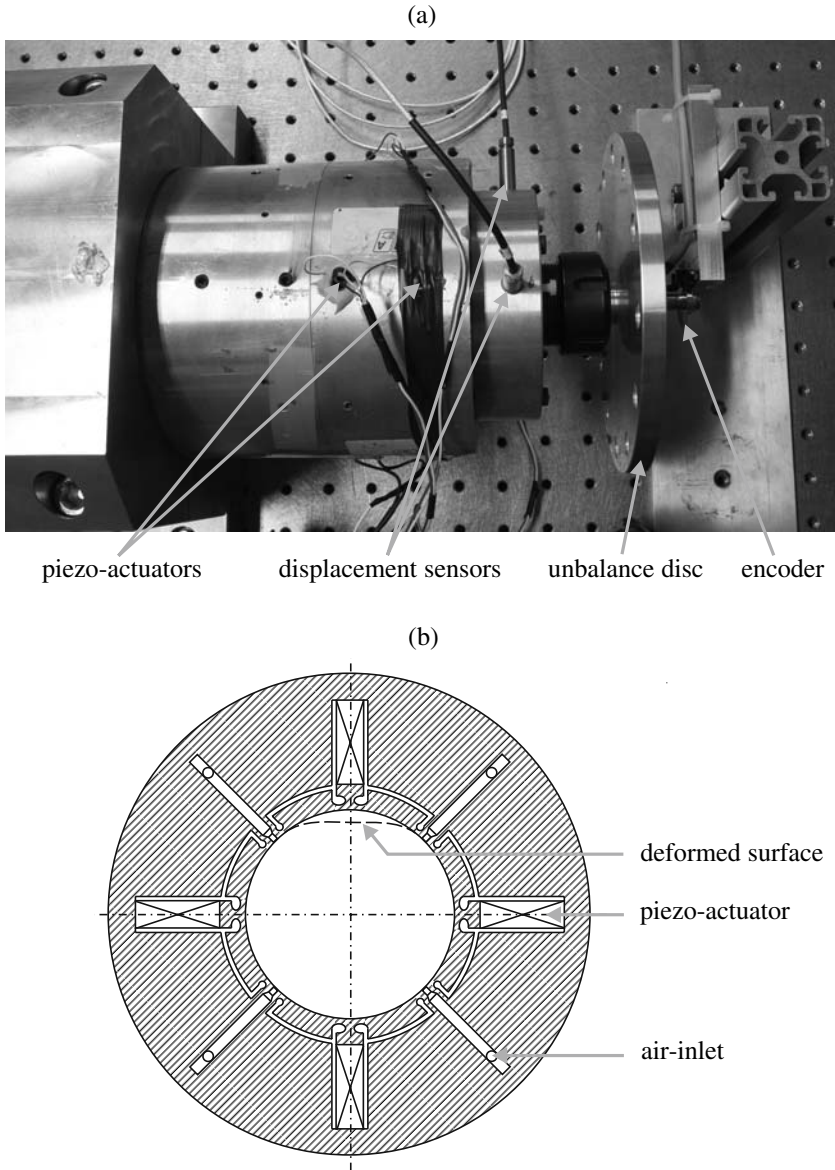 (a)
piezo-actuators
displacement sensors
unbalance disc
encoder
(b)
deformed surface
piezo-actuator
air-inlet